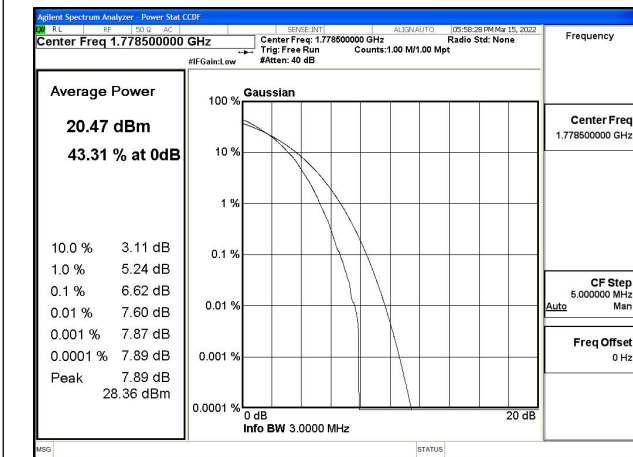 Agilent Spectrum Analyzer - Power Stat CCDF
RL RF 50 Ω AC SENSE:INT ALIGN AUTO 05:58:28 PM Mar 15, 2022
Center Freq 1.778500000 GHz
Center Freq: 1.778500000 GHz Radio Std: None
Trig: Free Run Counts:1.00 M/1.00 Mpt
#IFGain:Low #Atten: 40 dB
Frequency
Average Power
20.47 dBm
43.31 % at 0dB
10.0 % 3.11 dB
1.0 % 5.24 dB
0.1 % 6.62 dB
0.01 % 7.60 dB
0.001 % 7.87 dB
0.0001 % 7.89 dB
Peak 7.89 dB
28.36 dBm
Gaussian
100 %
10 %
1 %
0.1 %
0.01 %
0.001 %
0.0001 %
0 dB 20 dB
Info BW 3.0000 MHz
Center Freq
1.778500000 GHz
CF Step
5.000000 MHz
Auto Man
Freq Offset
0 Hz
MSG STATUS